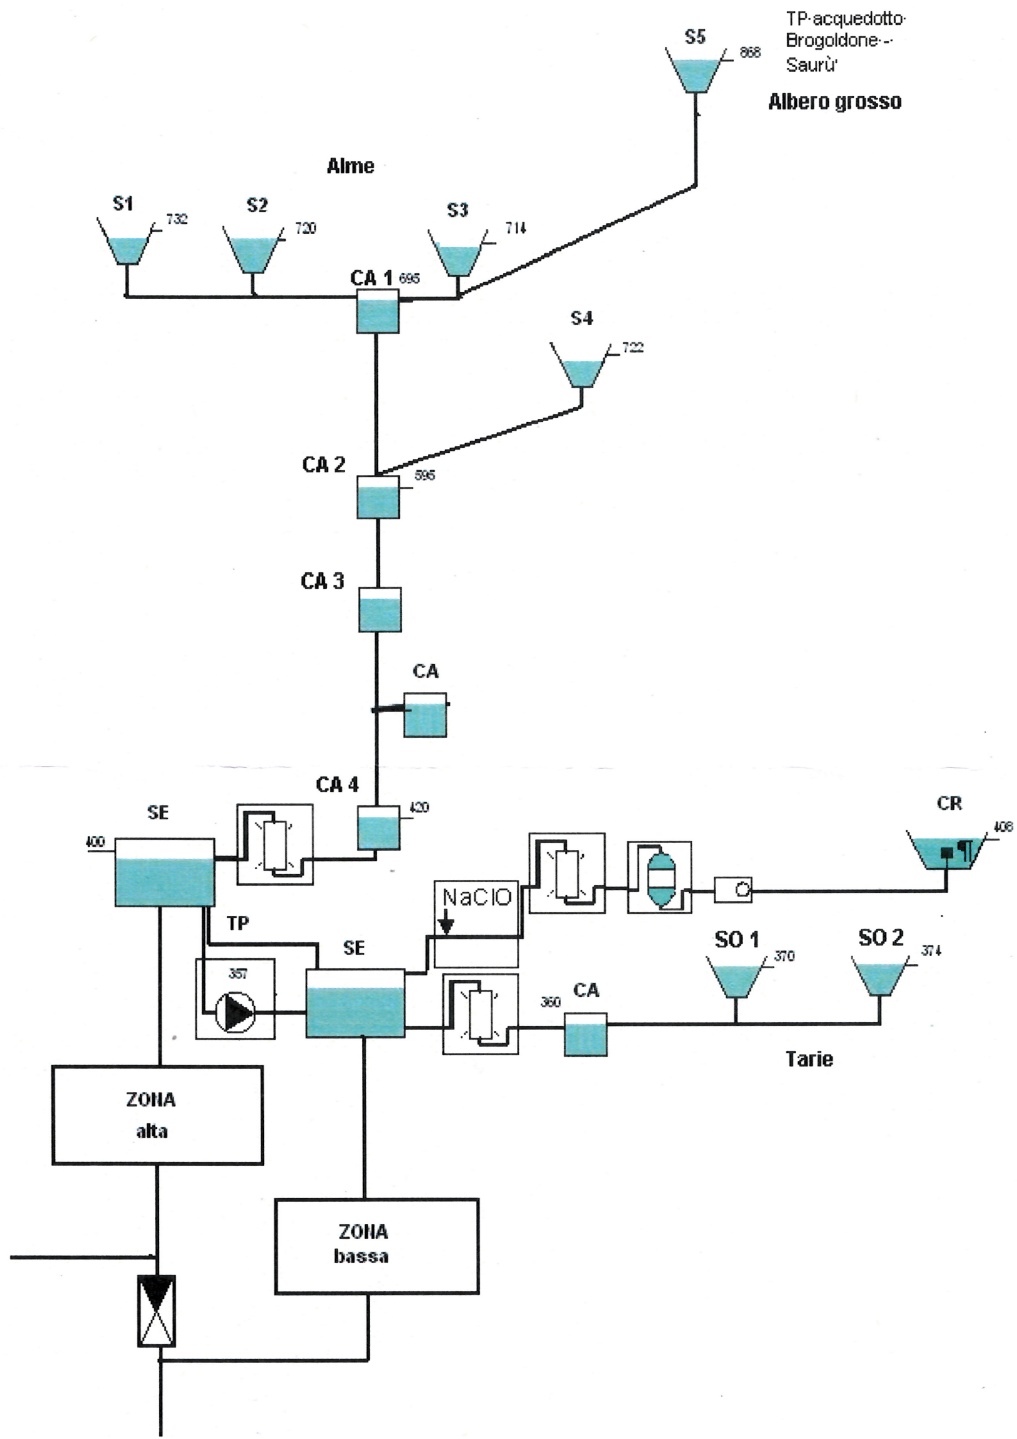 TP·acquedotto·
Brogoldone·-·
Saurù'
S5
868
Albero grosso
Alme
S1
732
S2
720
S3
714
CA 1
695
S4
722
CA 2
595
CA 3
CA
CA 4
420
SE
400
CR
408
¶
NaClO
TP
SE
357
SO 1
370
SO 2
374
CA
360
Tarie
ZONA
alta
ZONA
bassa